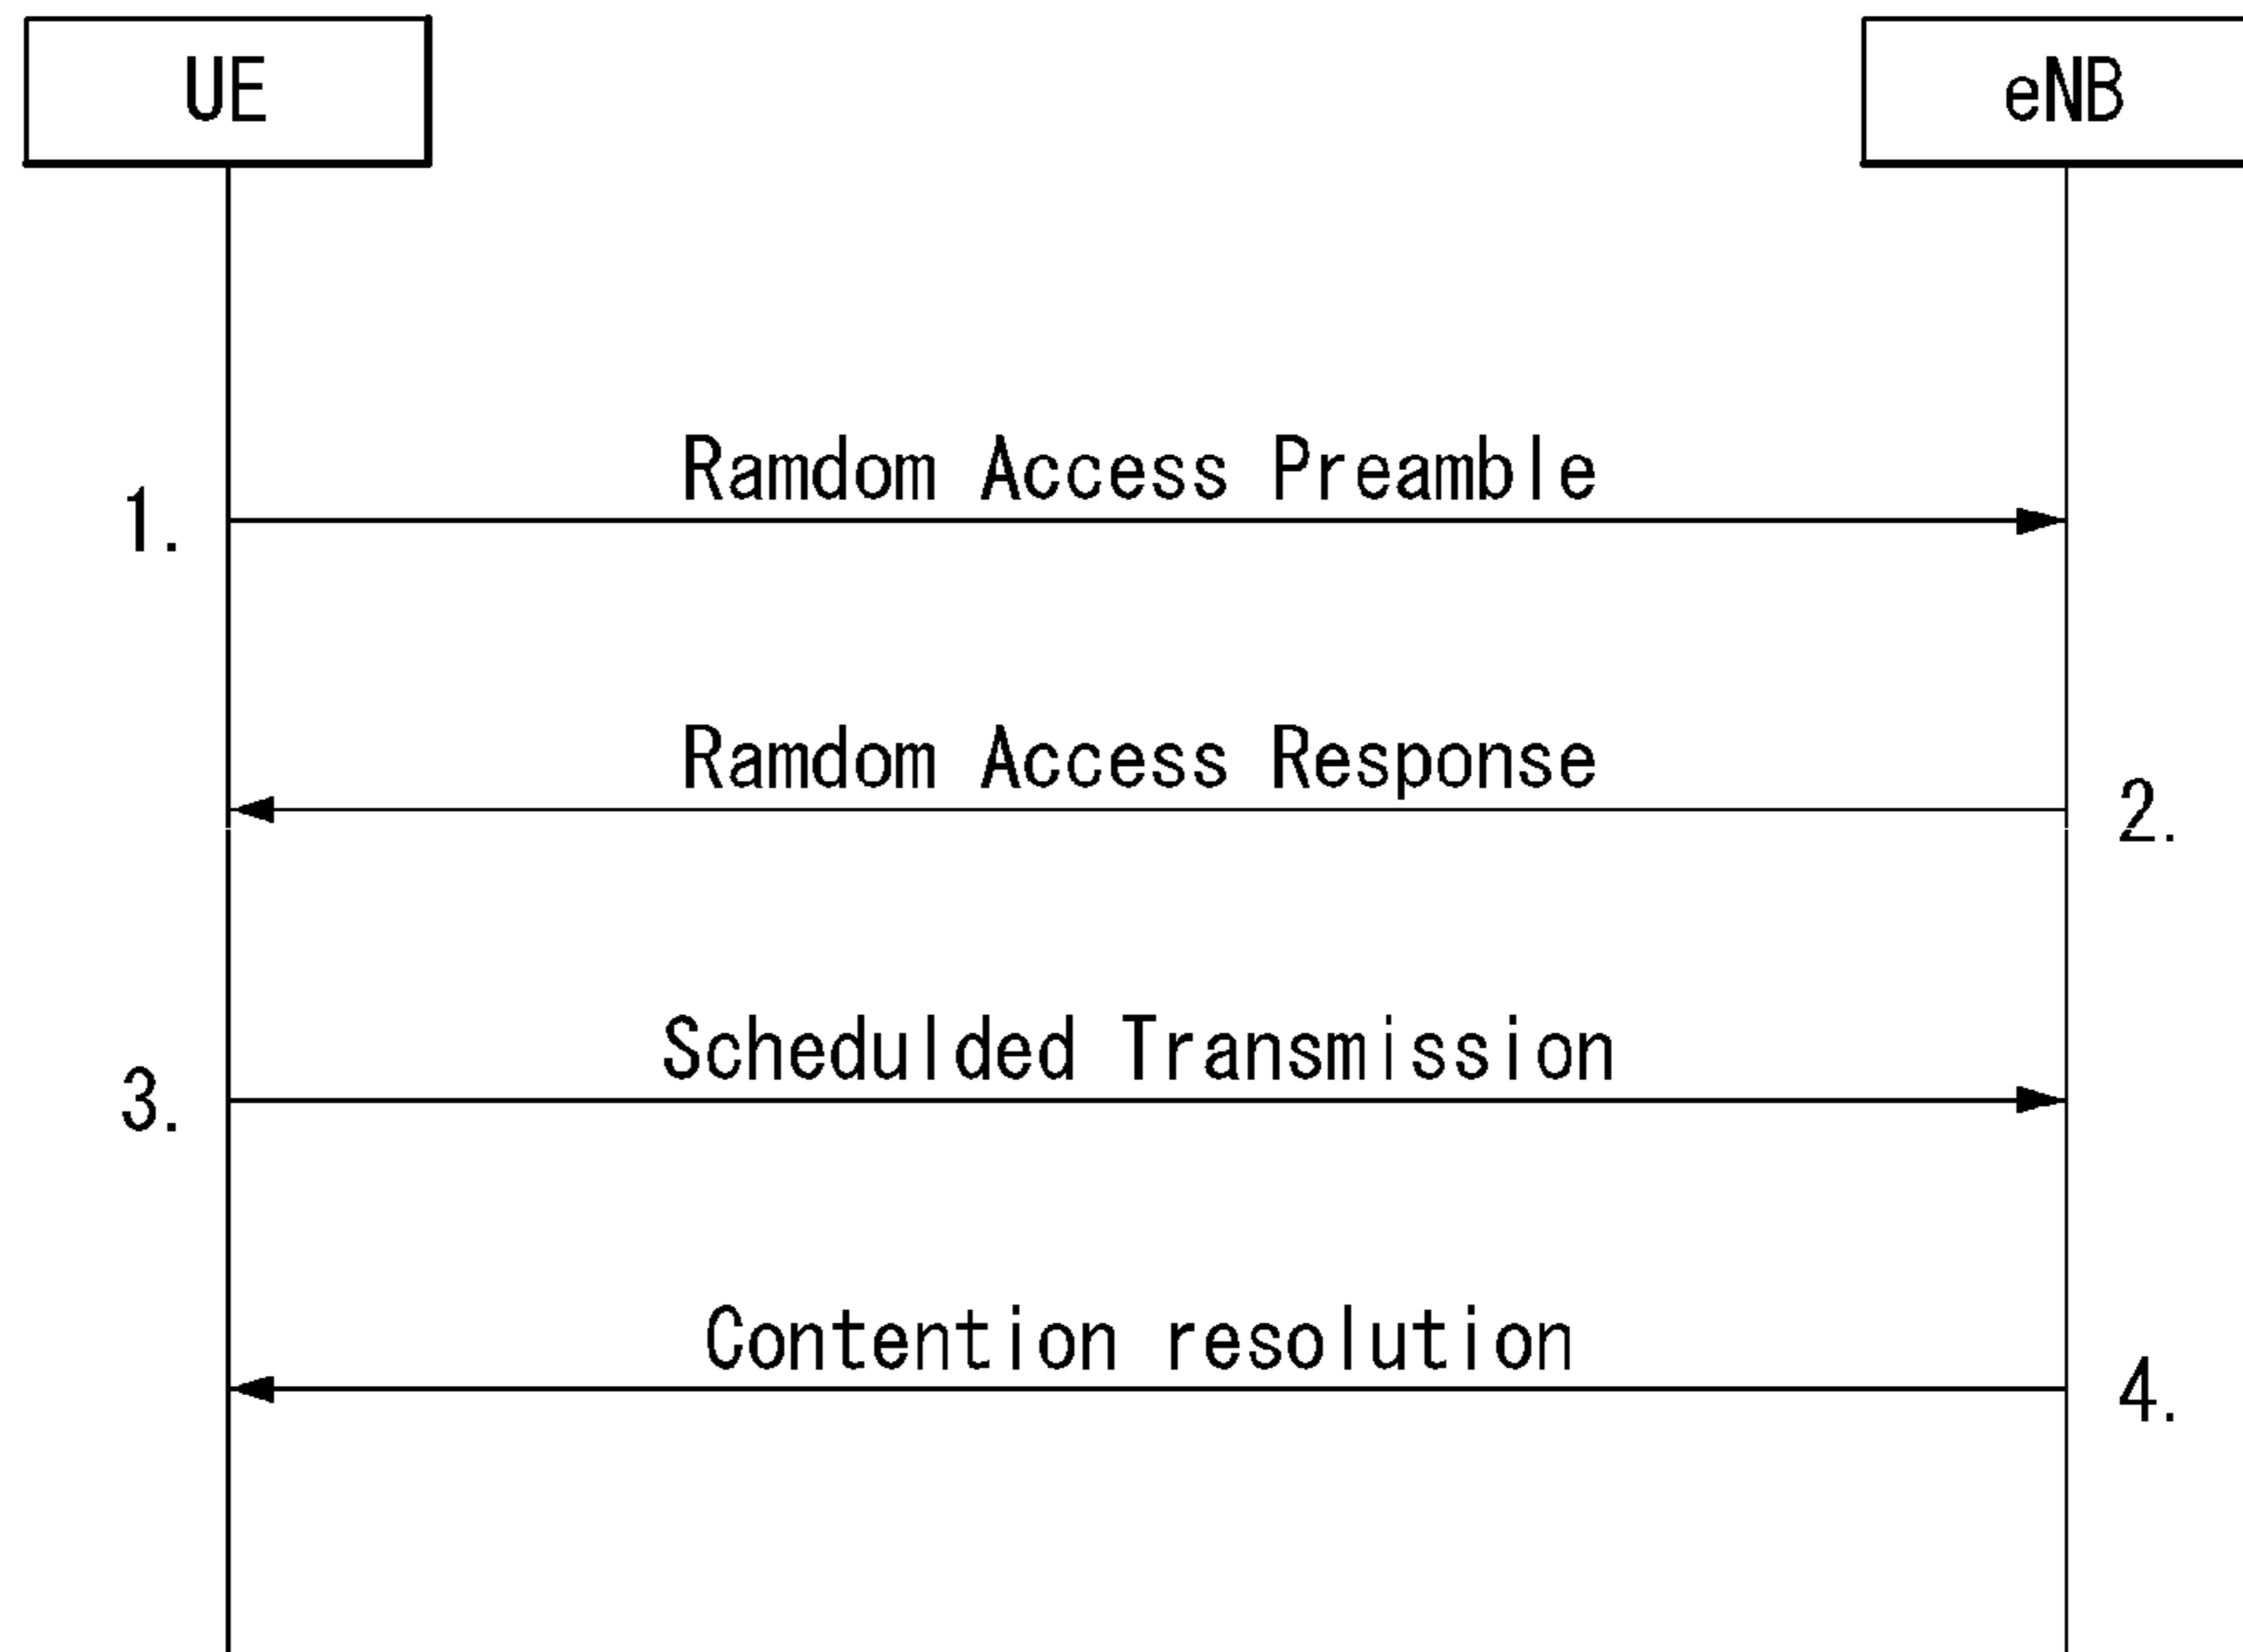 UE
eNB
Ramdom Access Preamble
1.
Ramdom Access Response
2.
Schedulded Transmission
3.
Contention resolution
4.